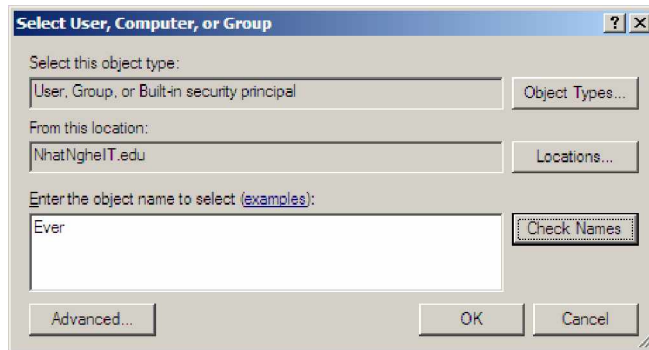 Select User, Computer, or Group
Select this object type:
User, Group, or Built-in security principal
Object Types...
From this location:
NhatNgheIT.edu
Locations...
Enter the object name to select (examples):
Ever
Check Names
Advanced...
OK
Cancel